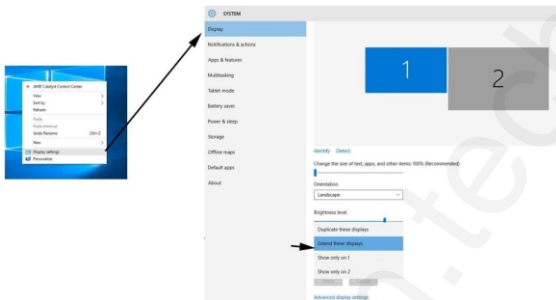 AMD Catalyst Control Center
View
Sort by
Refresh
Paste
Paste shortcut
Undo Rename Ctrl+Z
New
Display settings
Personalize
SYSTEM
Display
Notifications & actions
Apps & features
Multitasking
Tablet mode
Battery saver
Power & sleep
Storage
Offline maps
Default apps
About
1
2
Identify Detect
Change the size of text, apps, and other items: 100% (Recommended)
Orientation
Landscape
Brightness level
Duplicate these displays
Extend these displays
Show only on 1
Show only on 2
Advanced display settings